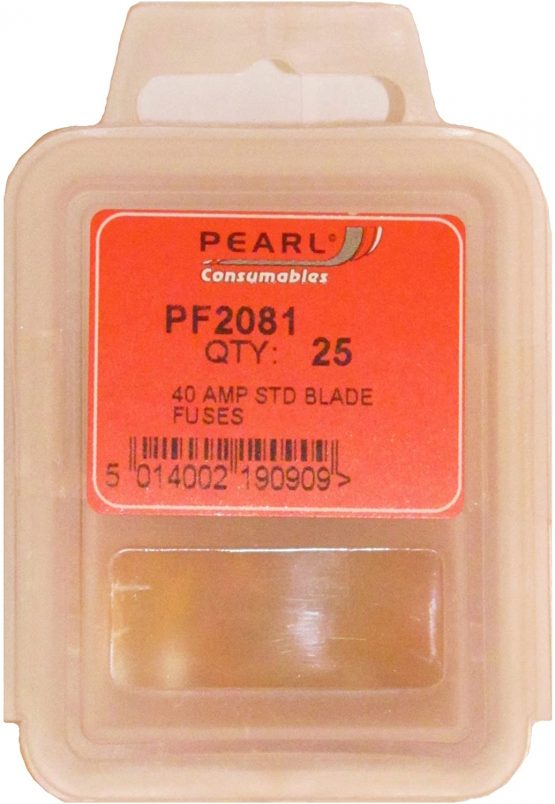 PEARL©
Consumables
PF2081
QTY: 25
40 AMP STD BLADE
FUSES
5 014002 190909 >